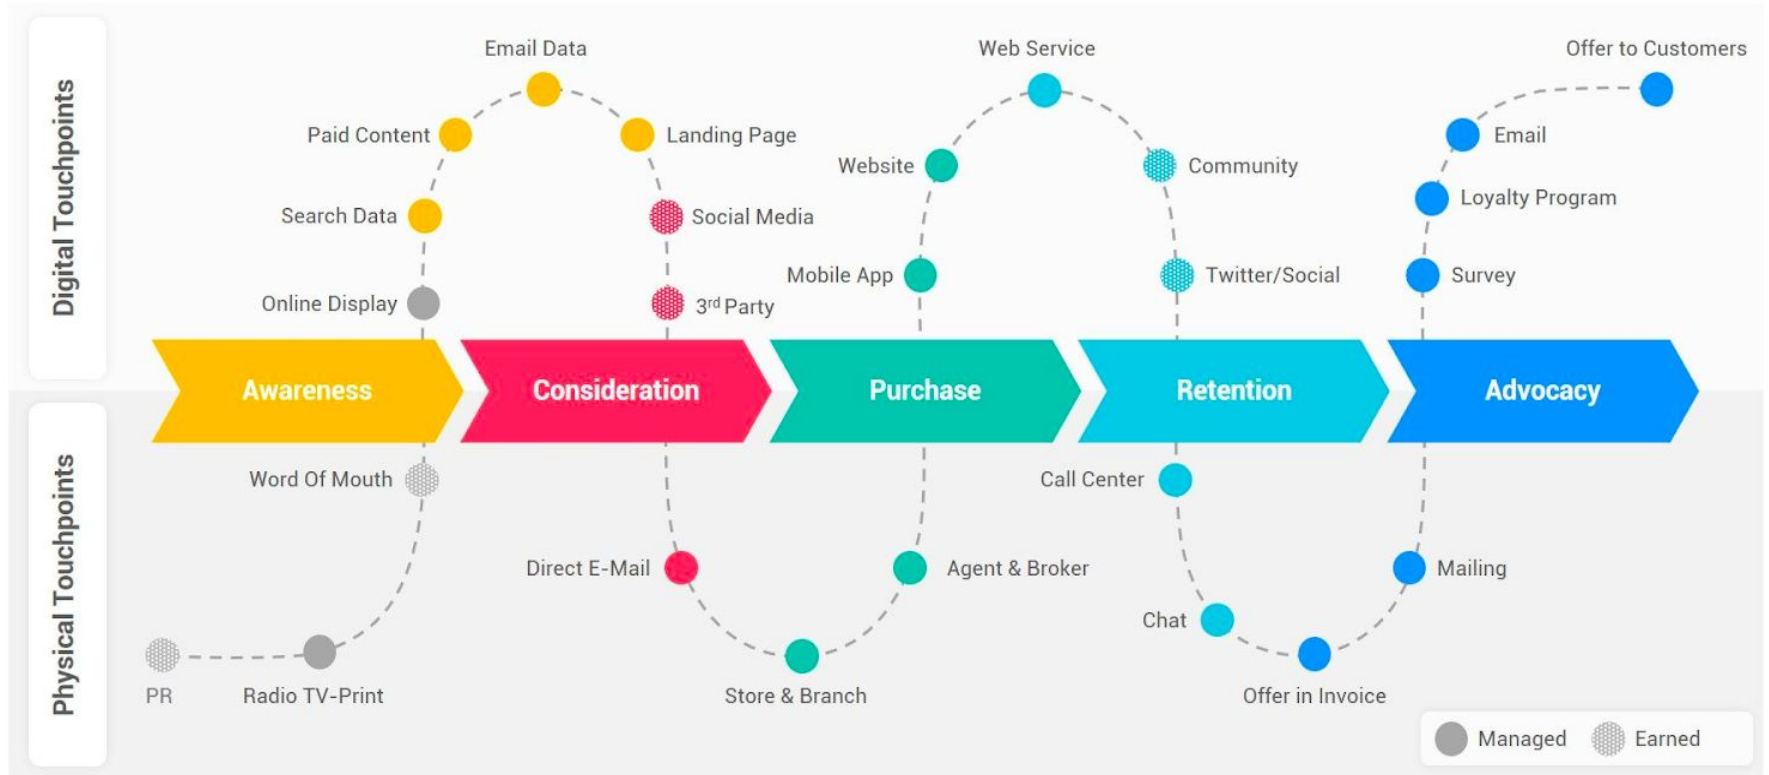 Digital Touchpoints
Email Data
Web Service
Offer to Customers
Paid Content
Landing Page
Email
Website
Community
Loyalty Program
Search Data
Social Media
Mobile App
Twitter/Social
Survey
Online Display
3rd Party
Awareness
Consideration
Purchase
Retention
Advocacy
Physical Touchpoints
Word Of Mouth
Call Center
Direct E-Mail
Agent & Broker
Mailing
Chat
PR
Radio TV-Print
Store & Branch
Offer in Invoice
Managed
Earned